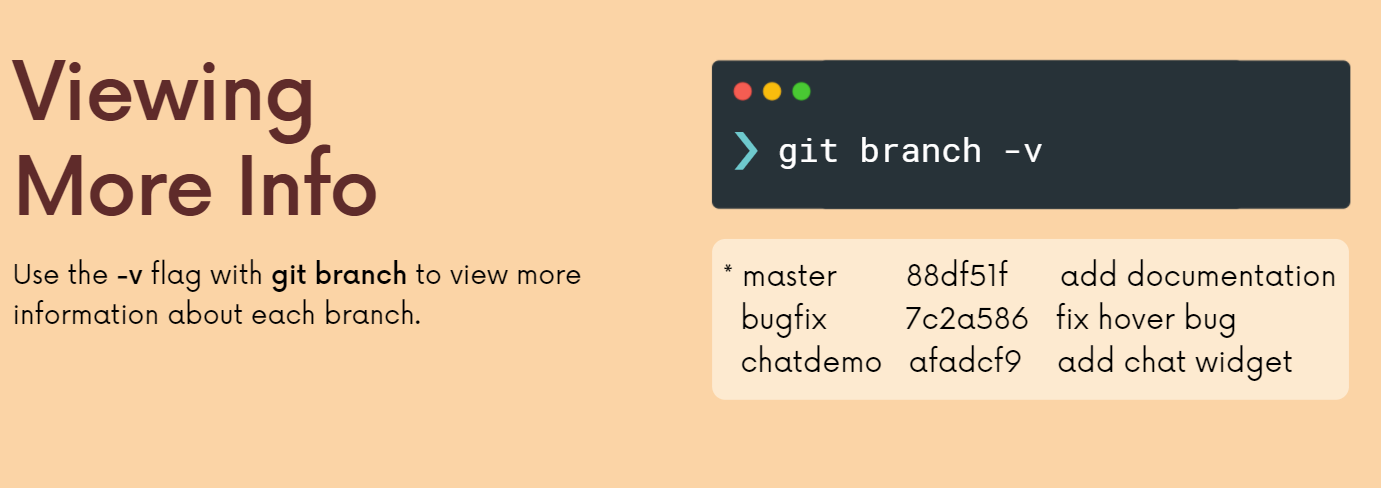 Viewing
More Info
Use the -v flag with git branch to view more
information about each branch.
❯ git branch -v
* master 88df51f add documentation
bugfix 7c2a586 fix hover bug
chatdemo afadcf9 add chat widget